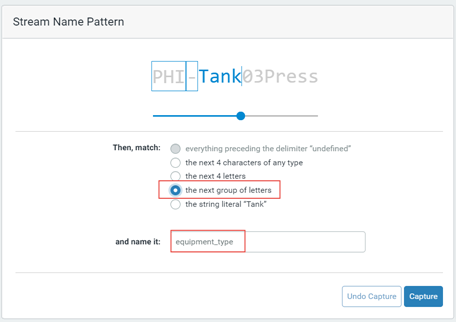 Stream Name Pattern
PHI-Tank03Press
Then, match:
everything preceding the delimiter "undefined"
the next 4 characters of any type
the next 4 letters
the next group of letters
the string literal "Tank"
and name it:
equipment_type
Undo Capture
Capture